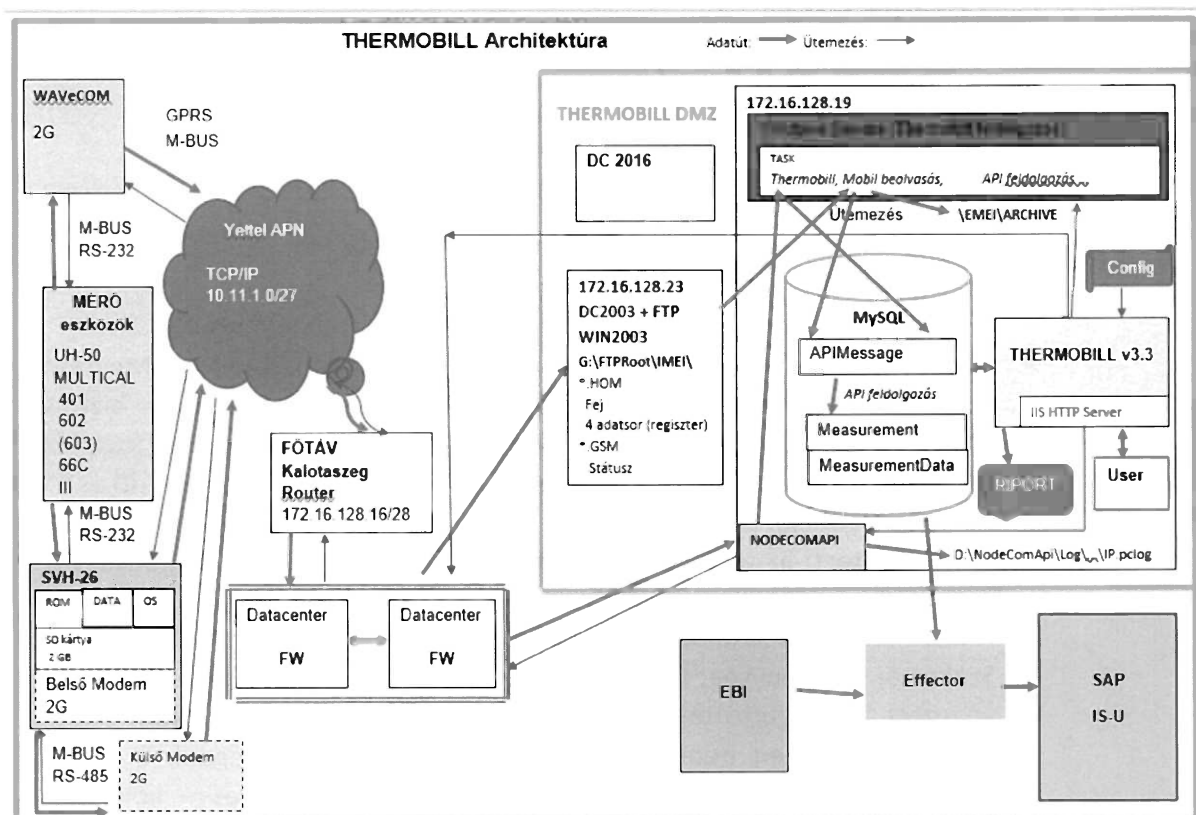 THERMOBILL Architektúra
Adatút:
Ütemezés:
WAVeCOM
2G
GPRS
M-BUS
M-BUS
RS-232
Yettel APN
TCP/IP
10.11.1.0/27
MÉRŐ
eszközök
UH-50
MULTICAL
401
602
(603)
66C
III
M-BUS
RS-232
SVH-26
ROM
DATA
OS
SD kártya
2 GB
Belső Modem
2G
M-BUS
RS-485
Külső Modem
2G
FŐTÁV
Kalotaszeg
Router
172.16.128.16/28
Datacenter
FW
Datacenter
FW
THERMOBILL DMZ
DC 2016
172.16.128.23
DC2003 + FTP
WIN2003
G:\FTPRoot\IMEI\
*.HOM
Fej
4 adatsor (regiszter)
*.GSM
Státusz
172.16.128.19
TASK
Thermobill, Mobil beolvasás,
API feldolgozás
Ütemezés
\EMEI\ARCHIVE
MySQL
APIMessage
API feldolgozás
Measurement
MeasurementData
Config
THERMOBILL v3.3
IIS HTTP Server
RIPORT
User
NODECOMAPI
D:\NodeComApi\Log\...\IP.pclog
EBI
Effector
SAP
IS-U